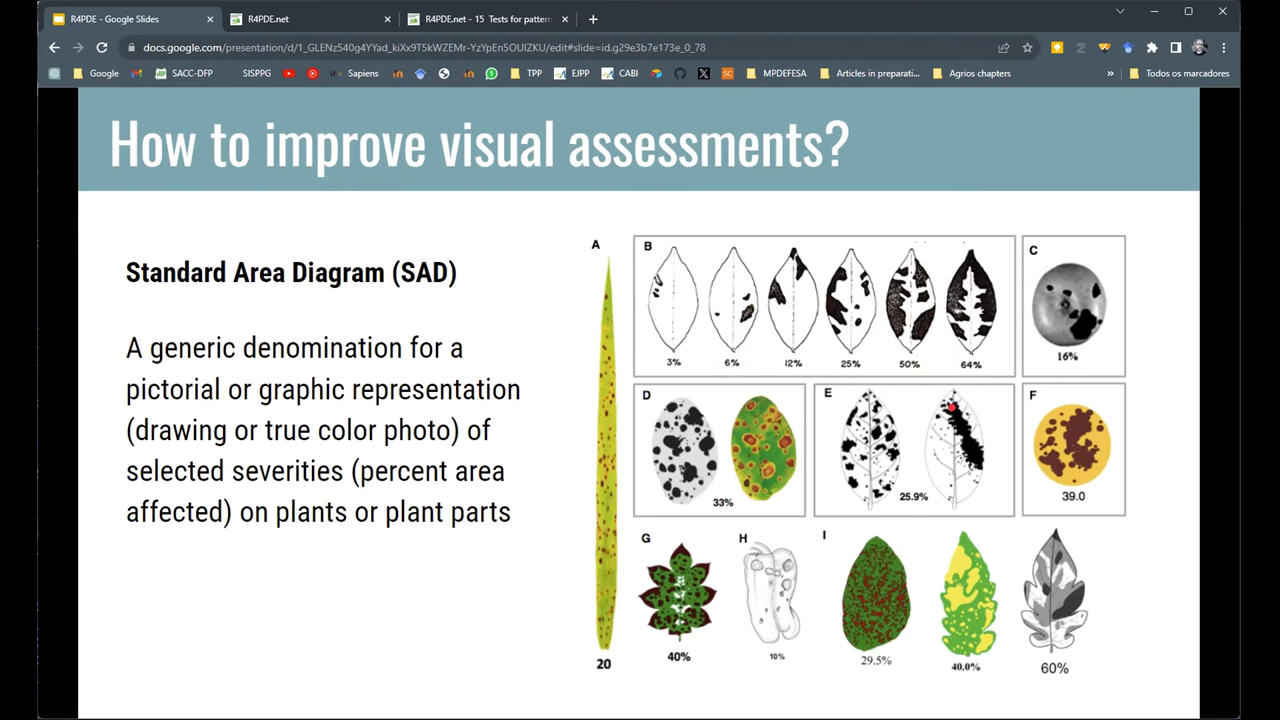 R4PDE - Google Slides
R4PDE.net
R4PDE.net - 15 Tests for pattern
docs.google.com/presentation/d/1_GLENz540g4YYad_kiXx9T5kWZEMr-YzYpEn5OUIZKU/edit#slide=id.g29e3b7e173e_0_78
Google
SACC-DFP
SISPPG
Sapiens
TPP
EJPP
CABI
MPDEFESA
Articles in preparati...
Agrios chapters
Todos os marcadores
How to improve visual assessments?
Standard Area Diagram (SAD)
A generic denomination for a
pictorial or graphic representation
(drawing or true color photo) of
selected severities (percent area
affected) on plants or plant parts
A
20
B
3%
6%
12%
25%
50%
64%
C
16%
D
33%
E
25.9%
F
39.0
G
40%
H
10%
I
29.5%
40.0%
60%